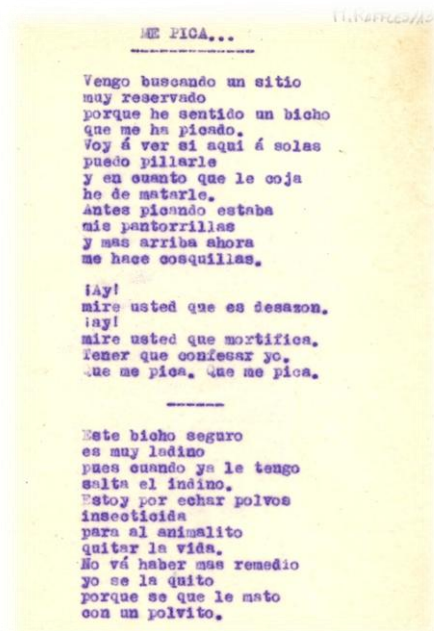 M.RAFFLES/13
ME PICA...
Vengo buscando un sitio
muy reservado
porque he sentido un bicho
que me ha picado.
Voy á ver si aqui á solas
puedo pillarle
y en cuanto que le coja
he de matarle.
Antes picando estaba
mis pantorrillas
y mas arriba ahora
me hace cosquillas.
¡Ay!
mire usted que es desazon.
¡ay!
mire usted que mortifica.
Tener que confesar yo.
Que me pica. Que me pica.
Este bicho seguro
es muy ladino
pues cuando ya le tengo
salta el indino.
Estoy por echar polvos
insecticida
para al animalito
quitar la vida.
No vá haber mas remedio
yo se la quito
porque se que le mato
con un polvito.